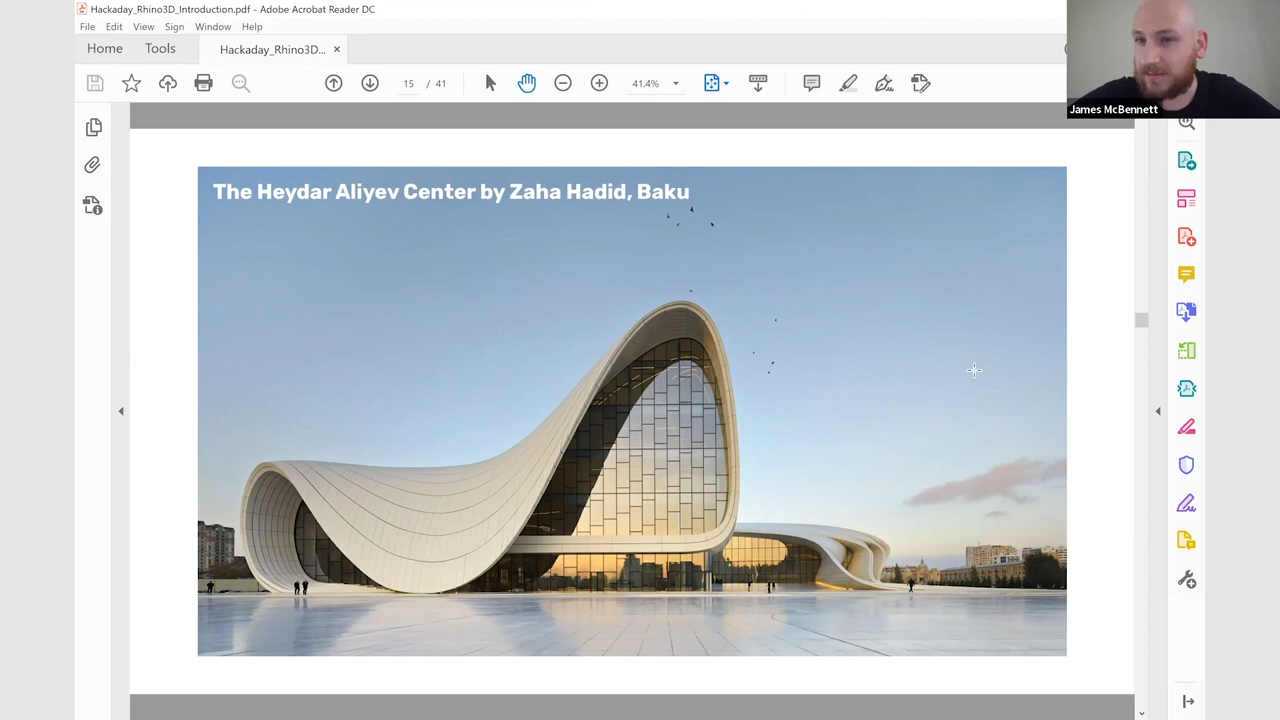 Hackaday_Rhino3D_Introduction.pdf - Adobe Acrobat Reader DC
File Edit View Sign Window Help
Home Tools Hackaday_Rhino3D... ×
15 / 41 41.4%
James McBennett
The Heydar Aliyev Center by Zaha Hadid, Baku